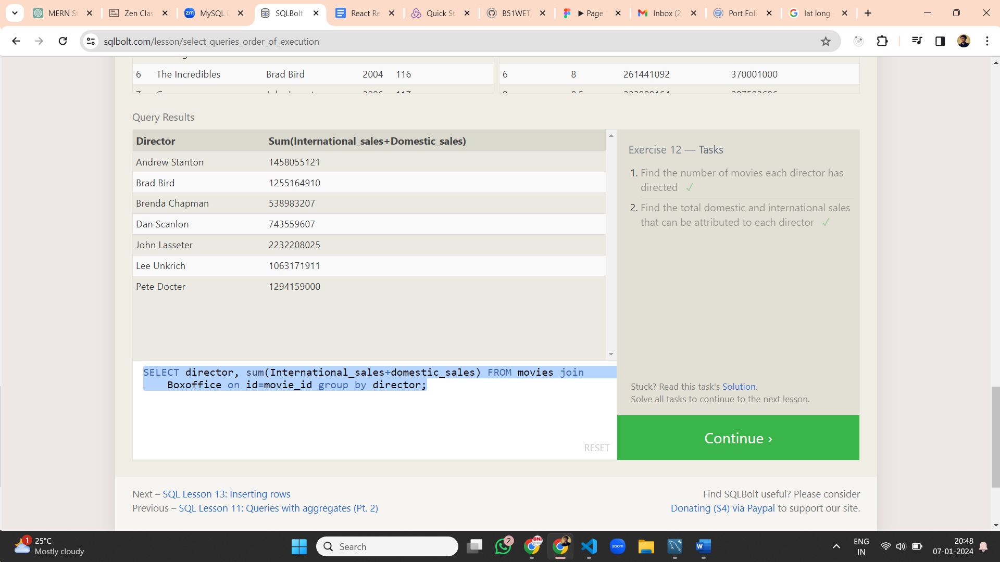 MERN St
Zen Clas
MySQL D
SQLBolt
React Re
Quick St
B51WET
▶ Page
Inbox (2,
Port Foli
lat long
sqlbolt.com/lesson/select_queries_order_of_execution
6 The Incredibles Brad Bird 2004 116
6 8 261441092 370001000
Query Results
Director Sum(International_sales+Domestic_sales)
Andrew Stanton 1458055121
Brad Bird 1255164910
Brenda Chapman 538983207
Dan Scanlon 743559607
John Lasseter 2232208025
Lee Unkrich 1063171911
Pete Docter 1294159000
Exercise 12 — Tasks
1. Find the number of movies each director has
directed ✓
2. Find the total domestic and international sales
that can be attributed to each director ✓
SELECT director, sum(International_sales+domestic_sales) FROM movies join
Boxoffice on id=movie_id group by director;
RESET
Stuck? Read this task's Solution.
Solve all tasks to continue to the next lesson.
Continue ›
Next – SQL Lesson 13: Inserting rows
Previous – SQL Lesson 11: Queries with aggregates (Pt. 2)
Find SQLBolt useful? Please consider
Donating ($4) via Paypal to support our site.
1
25°C
Mostly cloudy
Search
2
zoom
ENG
IN
20:48
07-01-2024